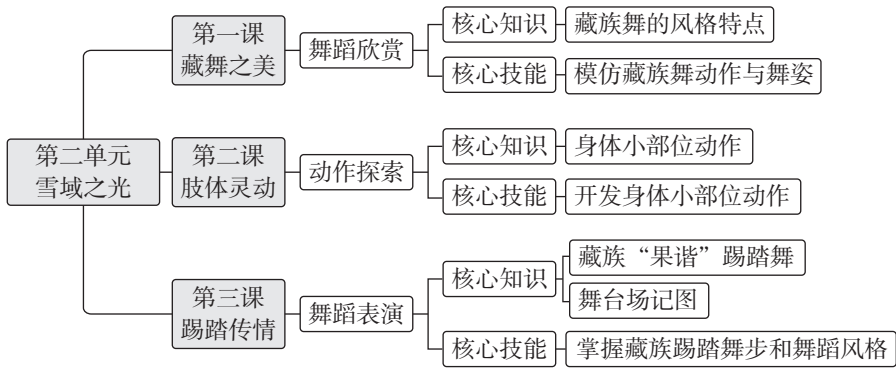 第二单元
雪域之光
第一课
藏舞之美
舞蹈欣赏
核心知识
藏族舞的风格特点
核心技能
模仿藏族舞动作与舞姿
第二课
肢体灵动
动作探索
核心知识
身体小部位动作
核心技能
开发身体小部位动作
第三课
踢踏传情
舞蹈表演
核心知识
藏族“果谐”踢踏舞
舞台场记图
核心技能
掌握藏族踢踏舞步和舞蹈风格